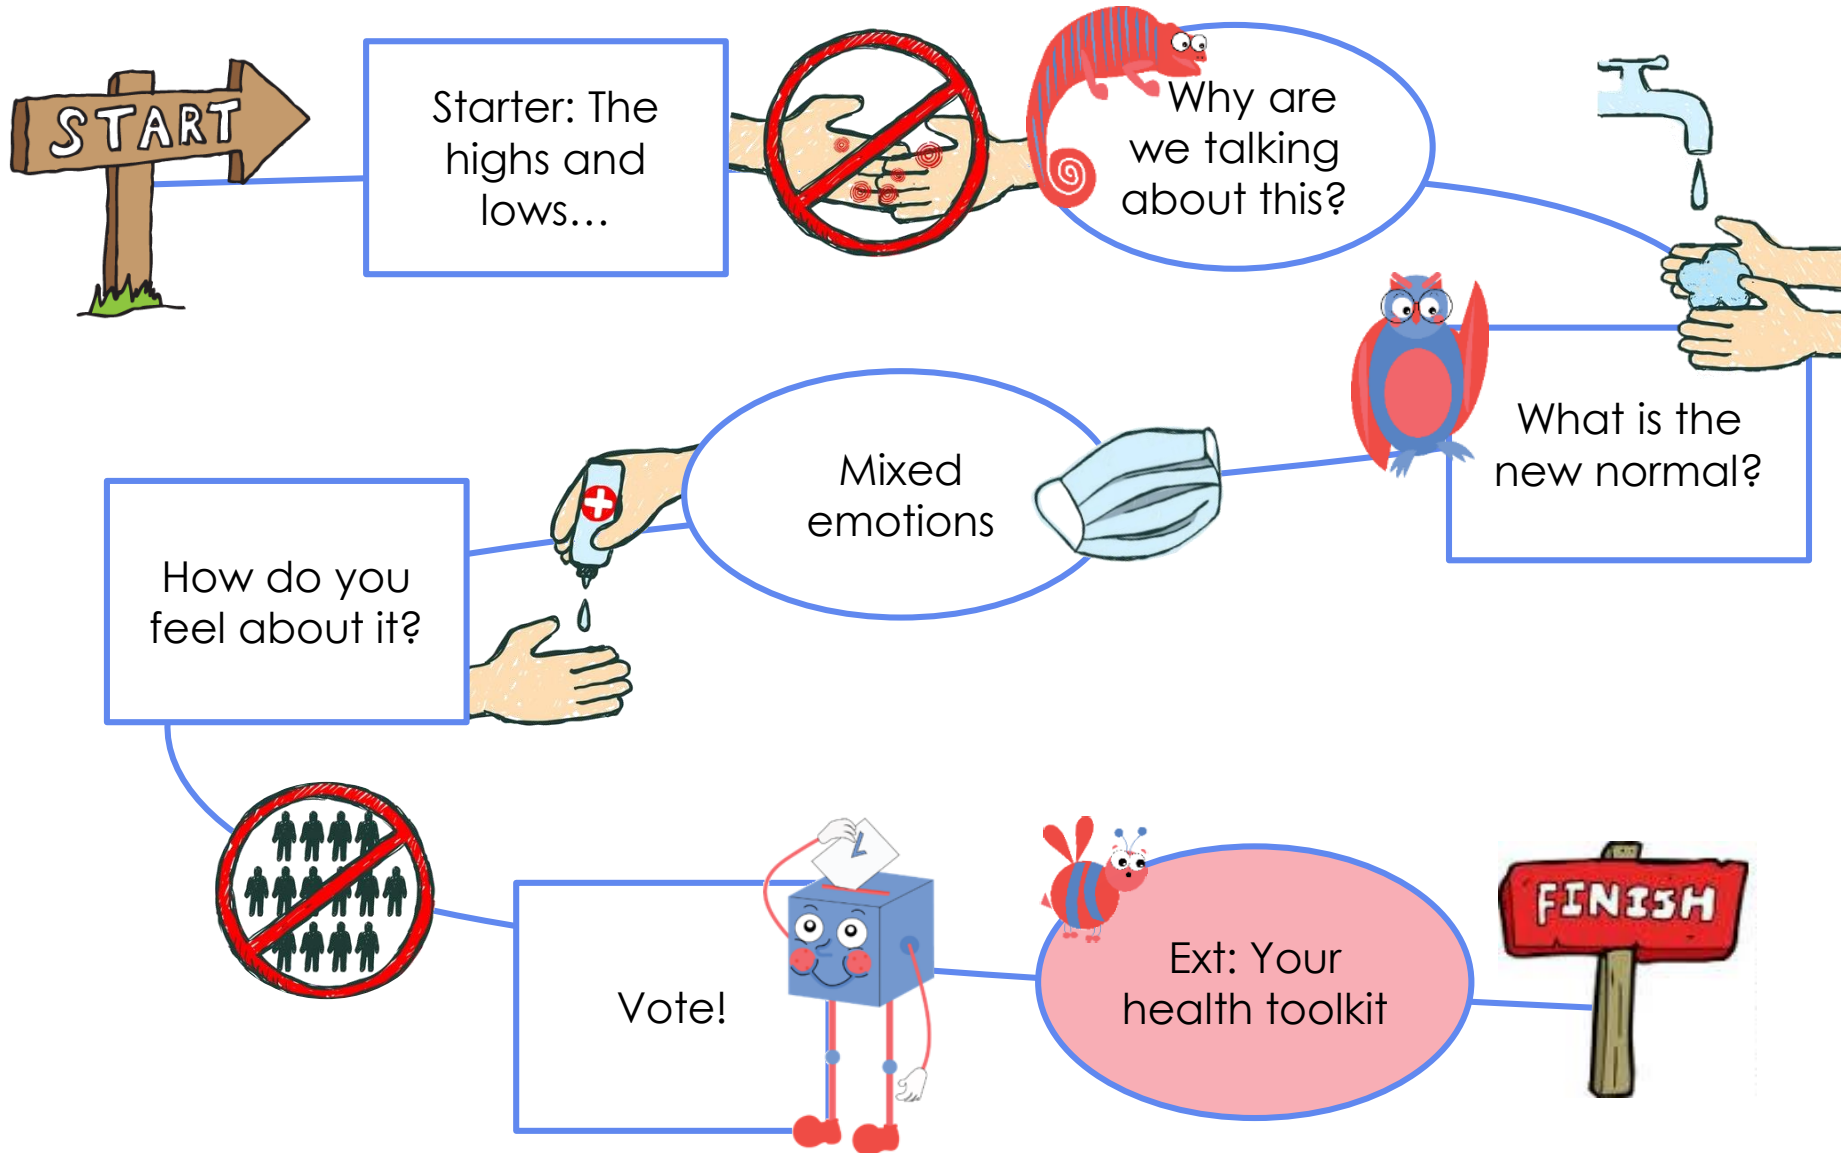 START
Starter: The
highs and
lows…
Why are
we talking
about this?
What is the
new normal?
Mixed
emotions
How do you
feel about it?
Vote!
Ext: Your
health toolkit
FINISH